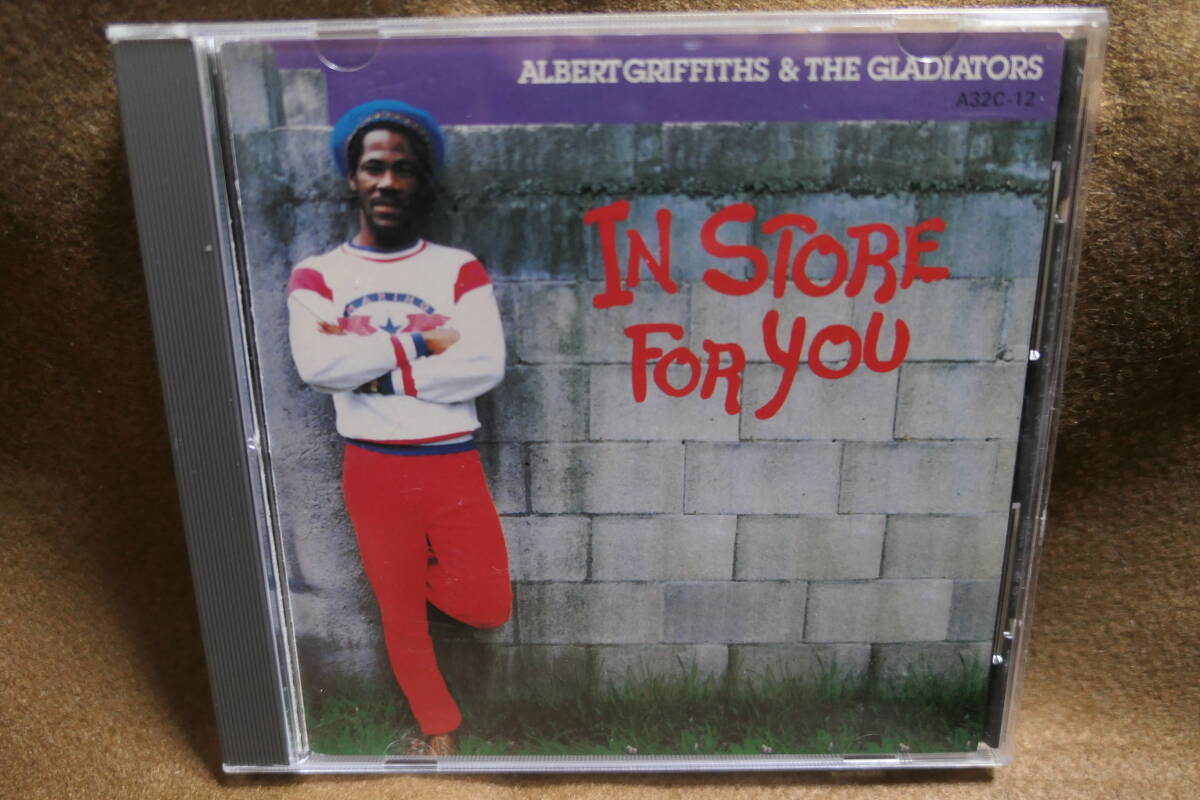 ALBERT GRIFFITHS & THE GLADIATORS
A32C-12
IN STORE
FOR YOU